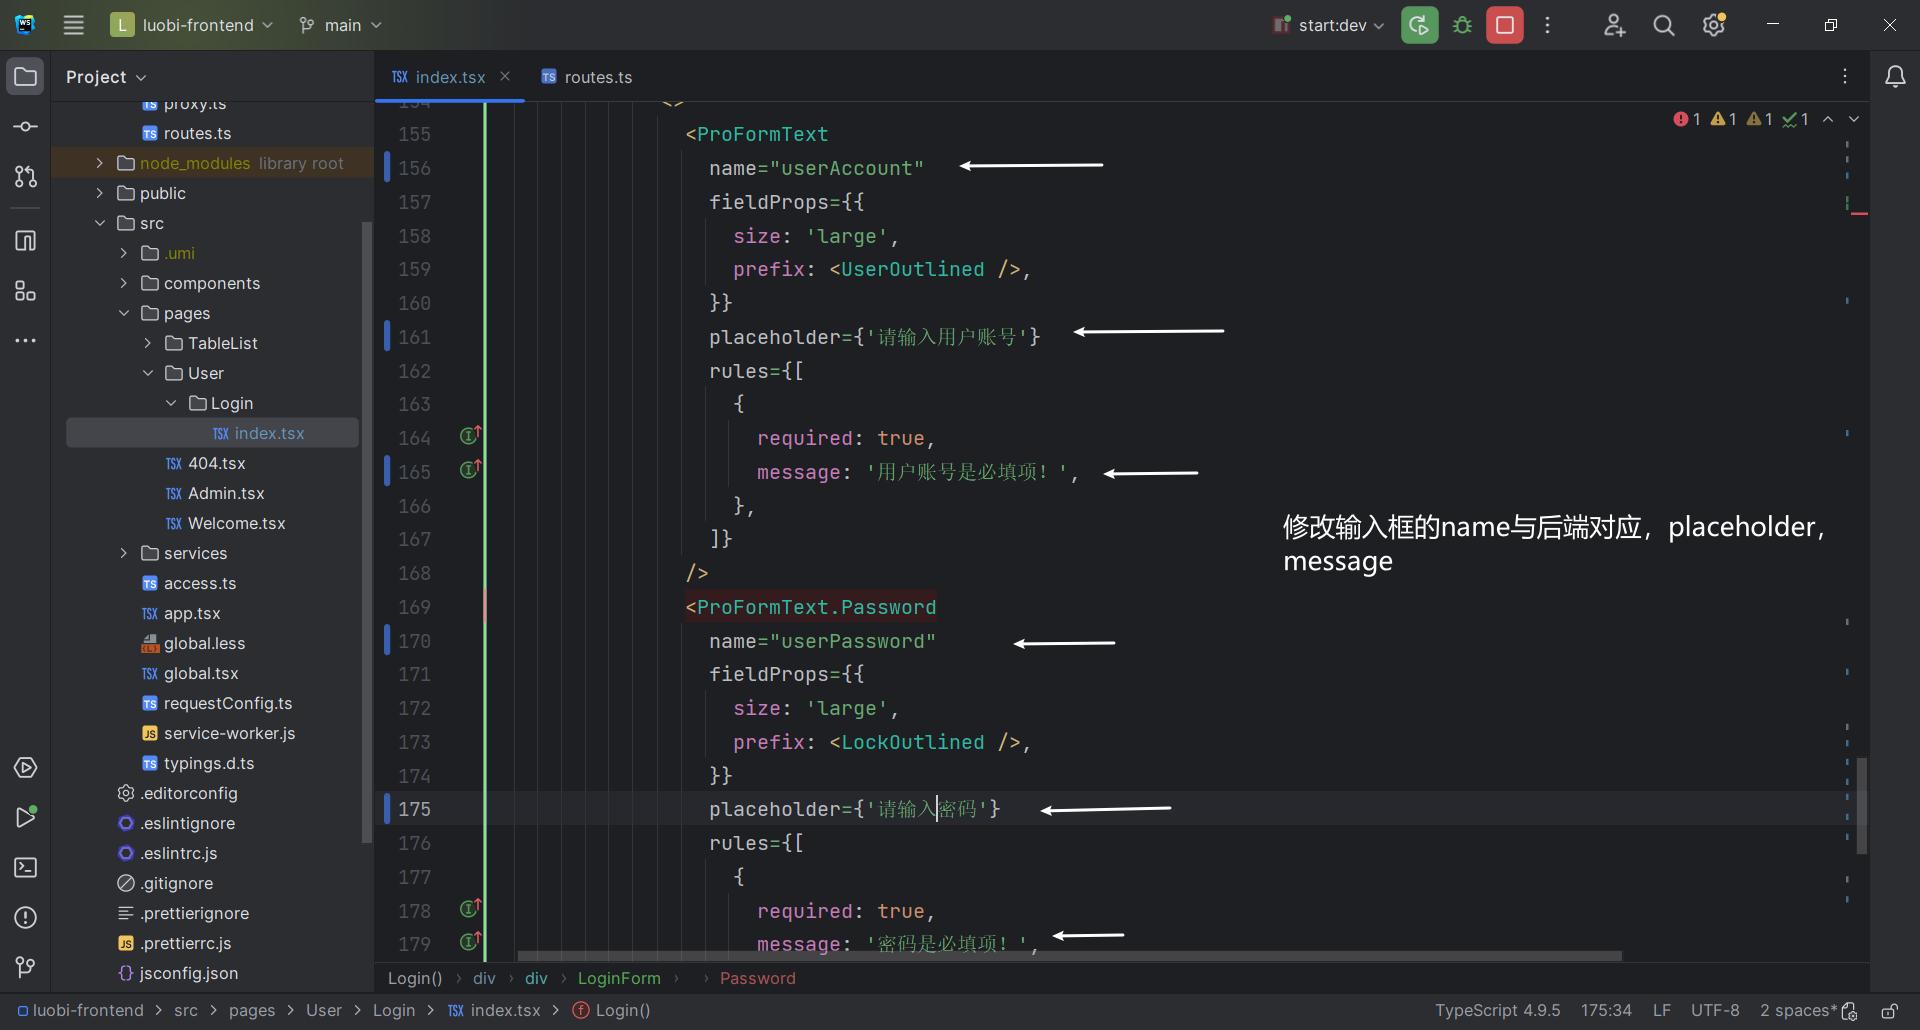 WS
L luobi-frontend
main
start:dev
Project
index.tsx
routes.ts
proxy.ts
routes.ts
node_modules library root
public
src
.umi
components
pages
TableList
User
Login
index.tsx
404.tsx
Admin.tsx
Welcome.tsx
services
access.ts
app.tsx
global.less
global.tsx
requestConfig.ts
service-worker.js
typings.d.ts
.editorconfig
.eslintignore
.eslintrc.js
.gitignore
.prettierignore
.prettierrc.js
jsconfig.json
1 1 1 1
154 <>
155 <ProFormText
156 name="userAccount"
157 fieldProps={{
158 size: 'large',
159 prefix: <UserOutlined />,
160 }}
161 placeholder={'请输入用户账号'}
162 rules={[
163 {
164 required: true,
165 message: '用户账号是必填项！',
166 },
167 ]}
168 />
169 <ProFormText.Password
170 name="userPassword"
171 fieldProps={{
172 size: 'large',
173 prefix: <LockOutlined />,
174 }}
175 placeholder={'请输入密码'}
176 rules={[
177 {
178 required: true,
179 message: '密码是必填项！',
修改输入框的name与后端对应，placeholder，
message
Login() › div › div › LoginForm › › Password
luobi-frontend > src > pages > User > Login > TSX index.tsx > Login()
TypeScript 4.9.5 175:34 LF UTF-8 2 spaces*